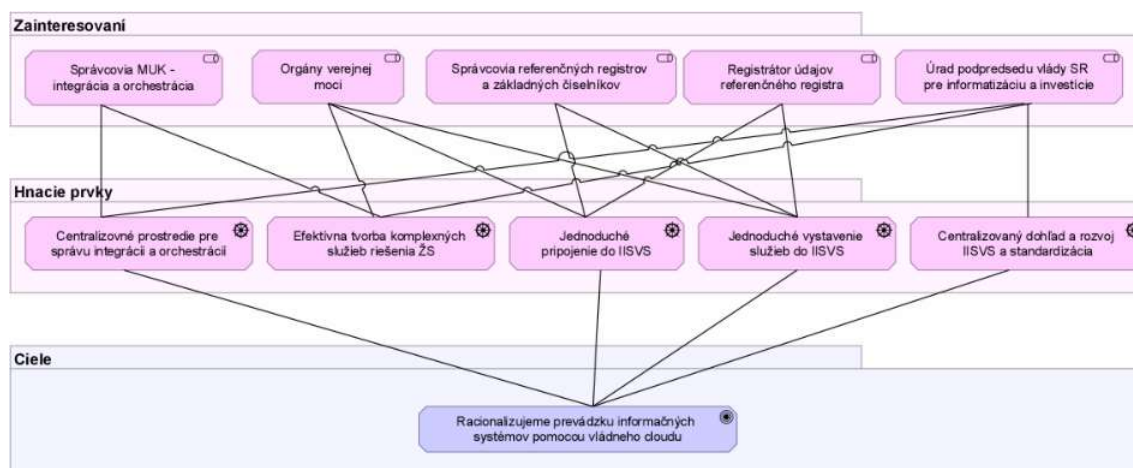 Zainteresovaní
Správcovia MUK -
integrácia a orchestrácia
Orgány verejnej
moci
Správcovia referenčných registrov
a základných číselníkov
Registrátor údajov
referenčného registra
Úrad podpredsedu vlády SR
pre informatizáciu a investície
Hnacie prvky
Centralizovné prostredie pre
správu integrácii a orchestrácií
Efektívna tvorba komplexných
služieb riešenia ŽS
Jednoduché
pripojenie do IISVS
Jednoduché vystavenie
služieb do IISVS
Centralizovaný dohľad a rozvoj
IISVS a standardizácia
Ciele
Racionalizujeme prevádzku informačných
systémov pomocou vládneho cloudu